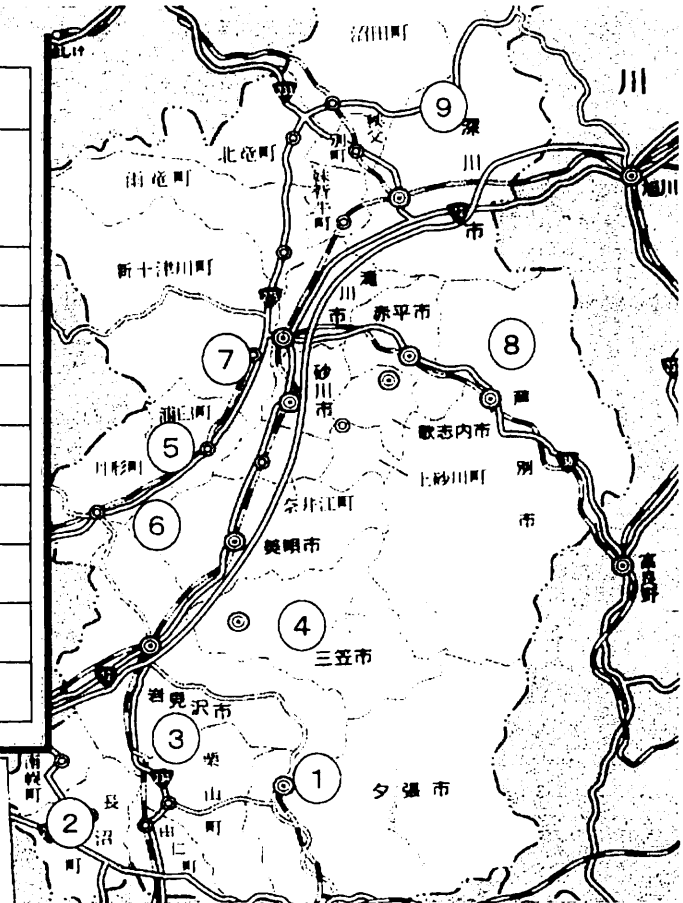 沼田町
川
⑨
深
秩父
別町
北竜町
川
雨竜町
妹背牛町
旭川
市
新十津川町
滝川市
赤平市
⑧
⑦
砂川市
芦
浦臼町
歌志内市
⑤
月形町
上砂川町
別
奈井江町
市
⑥
美唄市
富良野
④
三笠市
岩見沢市
③
栗山町
①
夕張市
南幌町
長沼町
②
由仁町